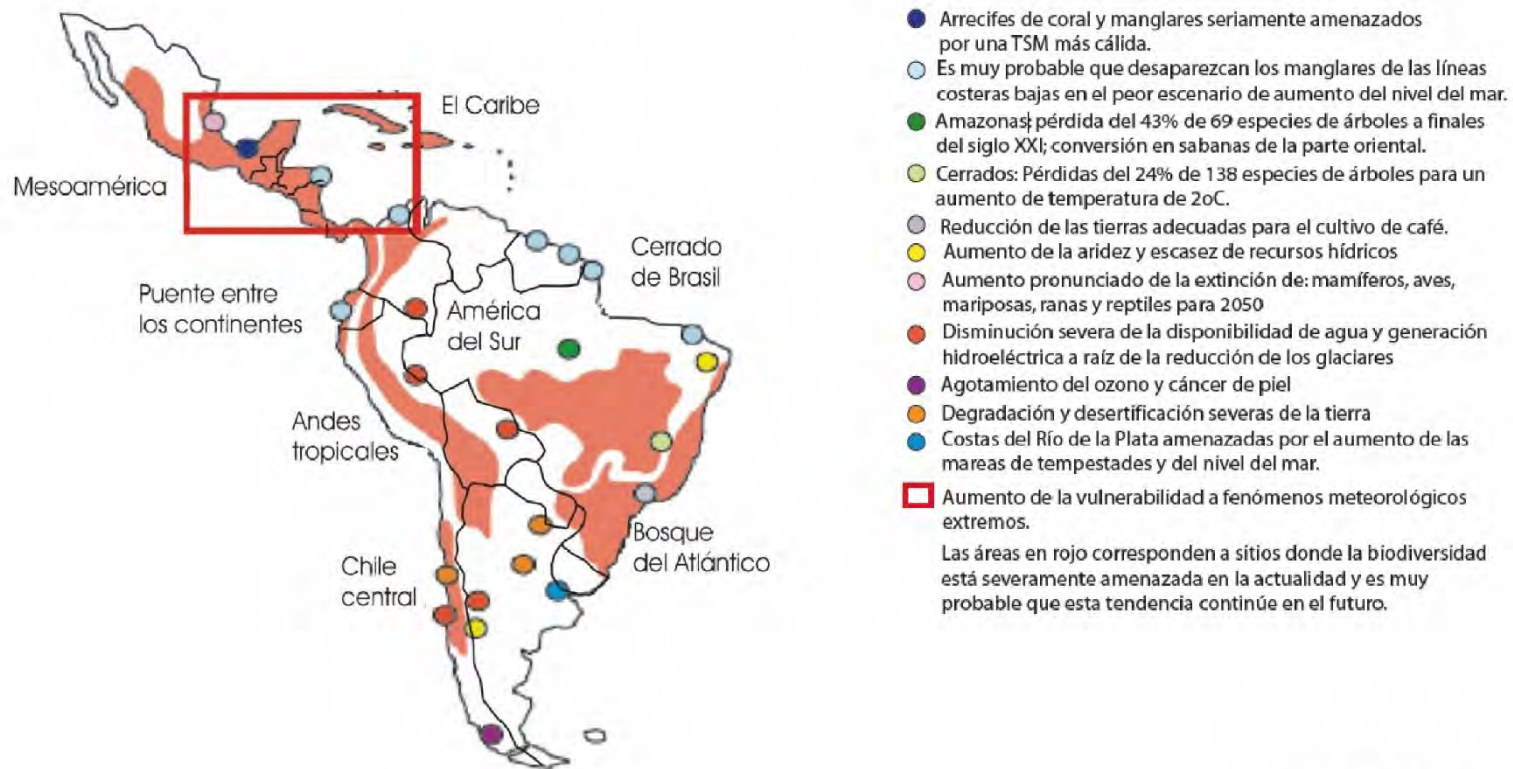 El Caribe
Mesoamérica
Cerrado
de Brasil
Puente entre
los continentes
América
del Sur
Andes
tropicales
Bosque
del Atlántico
Chile
central
Arrecifes de coral y manglares seriamente amenazados
por una TSM más cálida.
Es muy probable que desaparezcan los manglares de las líneas
costeras bajas en el peor escenario de aumento del nivel del mar.
Amazonas: pérdida del 43% de 69 especies de árboles a finales
del siglo XXI; conversión en sabanas de la parte oriental.
Cerrados: Pérdidas del 24% de 138 especies de árboles para un
aumento de temperatura de 2oC.
Reducción de las tierras adecuadas para el cultivo de café.
Aumento de la aridez y escasez de recursos hídricos
Aumento pronunciado de la extinción de: mamíferos, aves,
mariposas, ranas y reptiles para 2050
Disminución severa de la disponibilidad de agua y generación
hidroeléctrica a raíz de la reducción de los glaciares
Agotamiento del ozono y cáncer de piel
Degradación y desertificación severas de la tierra
Costas del Río de la Plata amenazadas por el aumento de las
mareas de tempestades y del nivel del mar.
Aumento de la vulnerabilidad a fenómenos meteorológicos
extremos.
Las áreas en rojo corresponden a sitios donde la biodiversidad
está severamente amenazada en la actualidad y es muy
probable que esta tendencia continúe en el futuro.